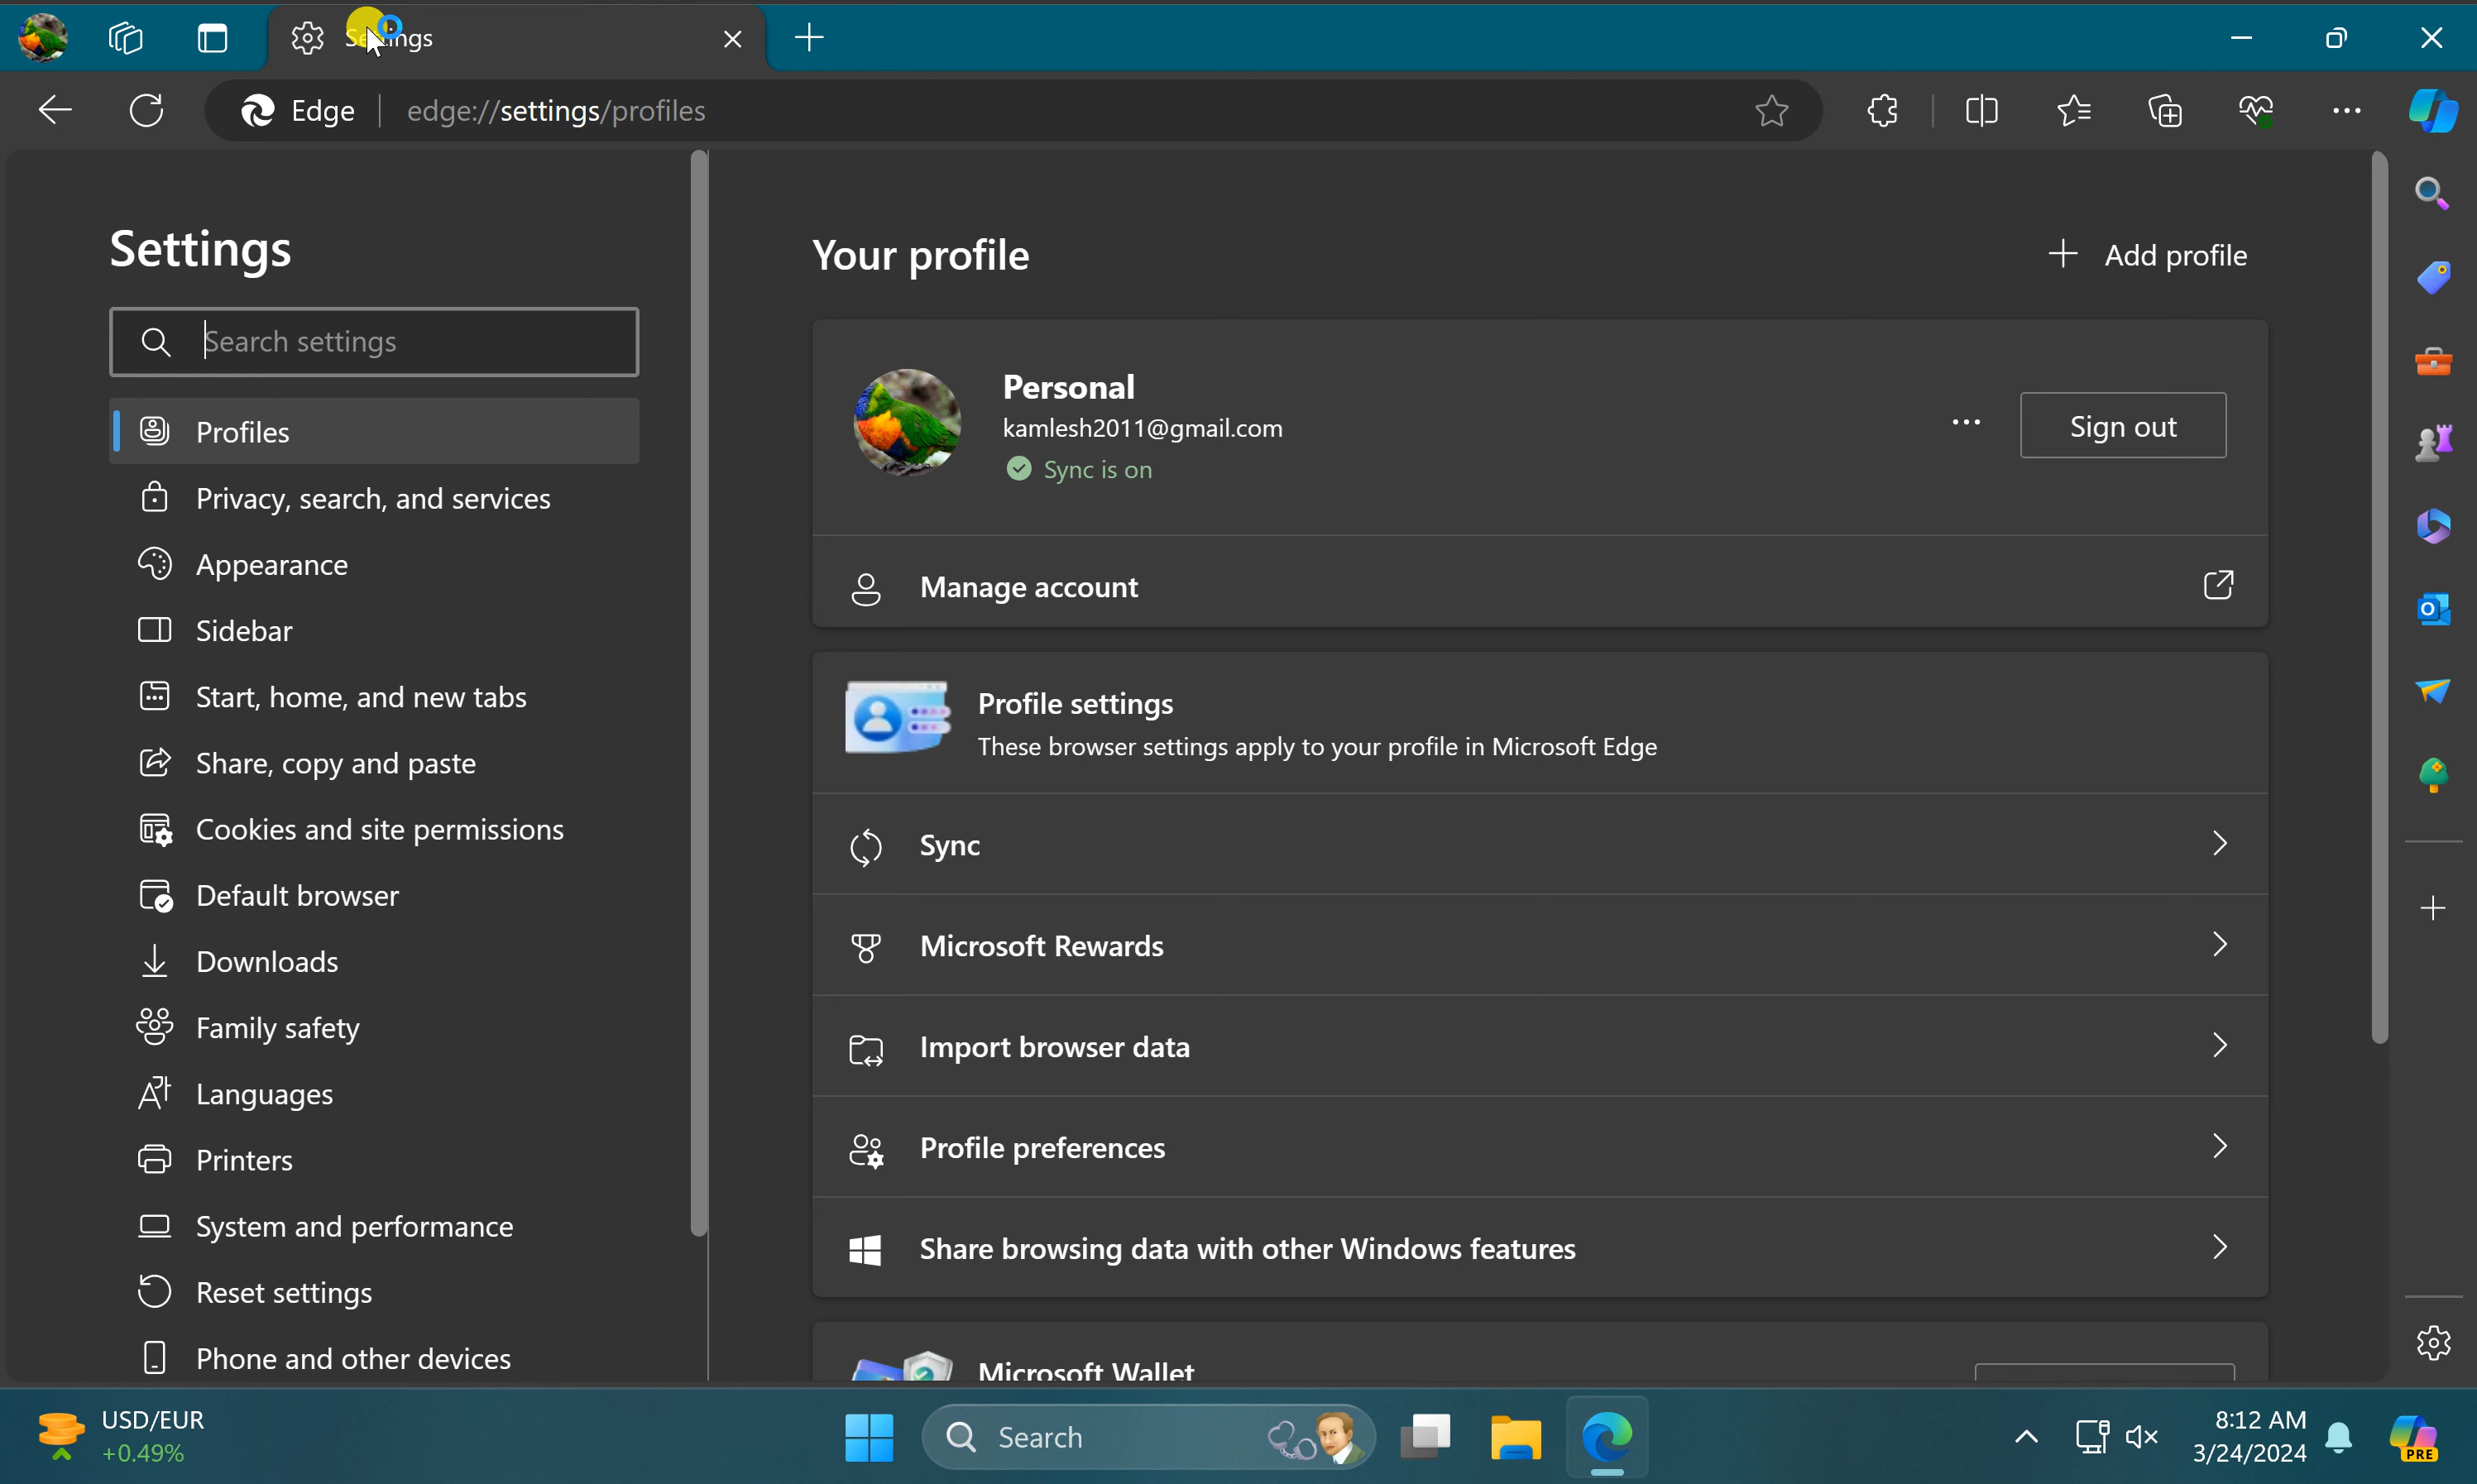 Settings
Edge edge://settings/profiles
Settings
Search settings
Profiles
Privacy, search, and services
Appearance
Sidebar
Start, home, and new tabs
Share, copy and paste
Cookies and site permissions
Default browser
Downloads
Family safety
Languages
Printers
System and performance
Reset settings
Phone and other devices
Your profile
Add profile
Personal
kamlesh2011@gmail.com
Sync is on
Sign out
Manage account
Profile settings
These browser settings apply to your profile in Microsoft Edge
Sync
Microsoft Rewards
Import browser data
Profile preferences
Share browsing data with other Windows features
Microsoft Wallet
USD/EUR
+0.49%
Search
8:12 AM
3/24/2024
PRE